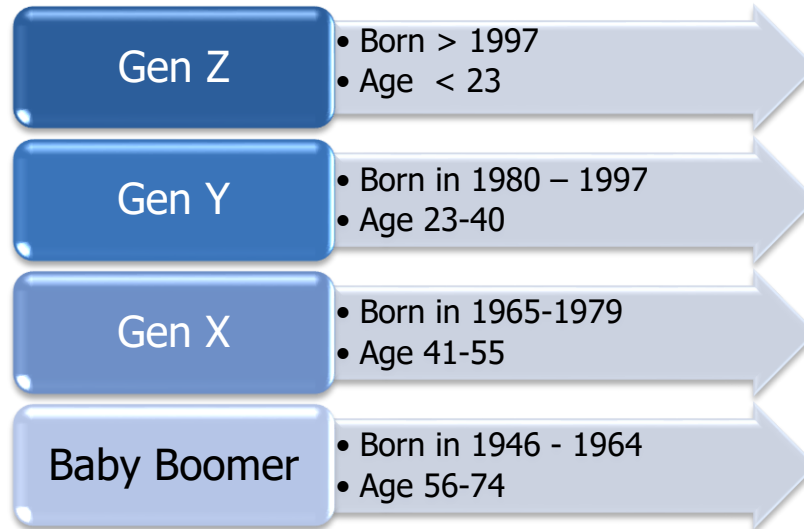 Gen Z
• Born > 1997
• Age < 23
Gen Y
• Born in 1980 – 1997
• Age 23-40
Gen X
• Born in 1965-1979
• Age 41-55
Baby Boomer
• Born in 1946 - 1964
• Age 56-74